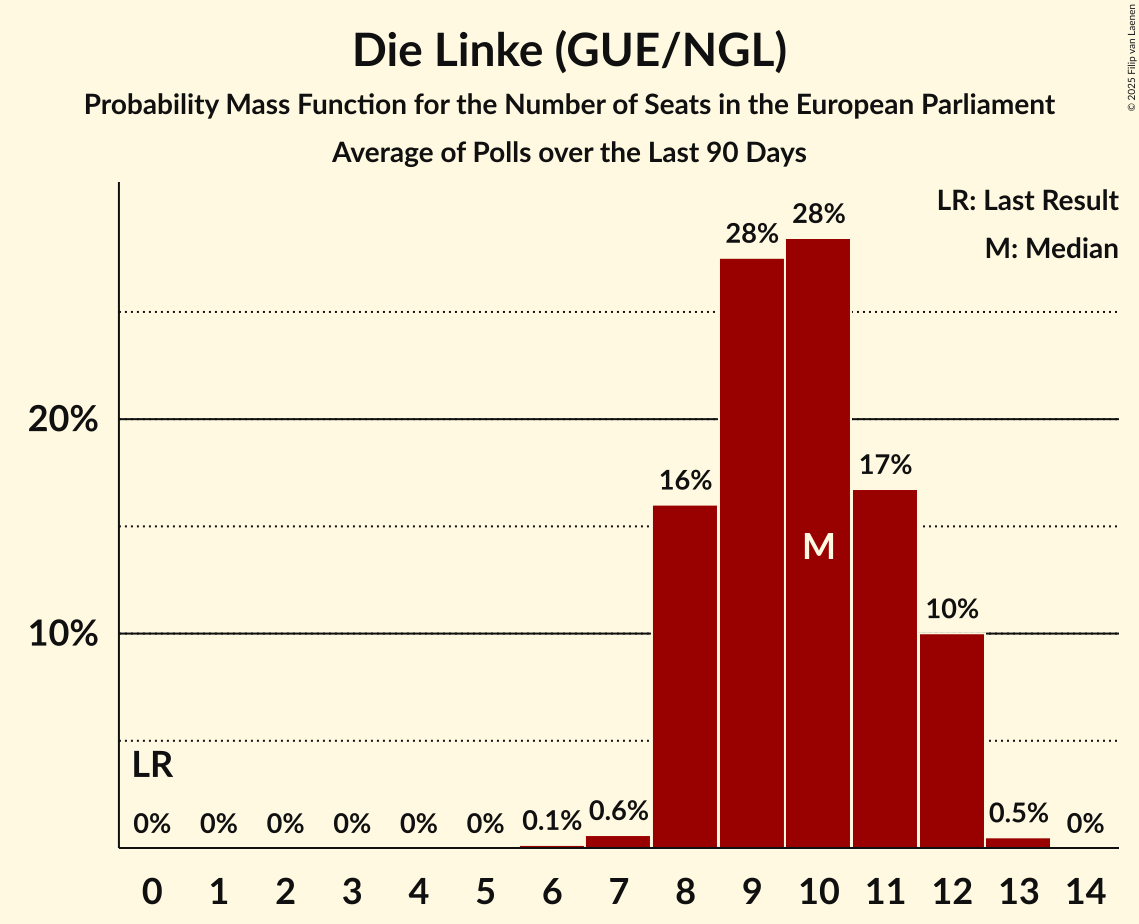 Die Linke (GUE/NGL)
Probability Mass Function for the Number of Seats in the European Parliament
Average of Polls over the Last 90 Days
© 2025 Filip van Laenen
LR: Last Result
M: Median
20%
10%
LR
M
0%
0%
0%
0%
0%
0%
0.1%
0.6%
16%
28%
28%
17%
10%
0.5%
0%
0 1 2 3 4 5 6 7 8 9 10 11 12 13 14